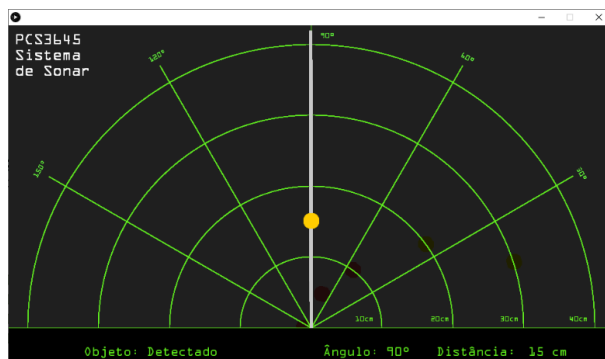 PCS3645
Sistema
de Sonar
90º
120º
60º
150º
30º
10cm
20cm
30cm
40cm
Objeto: Detectado
Ângulo: 90º
Distância: 15 cm